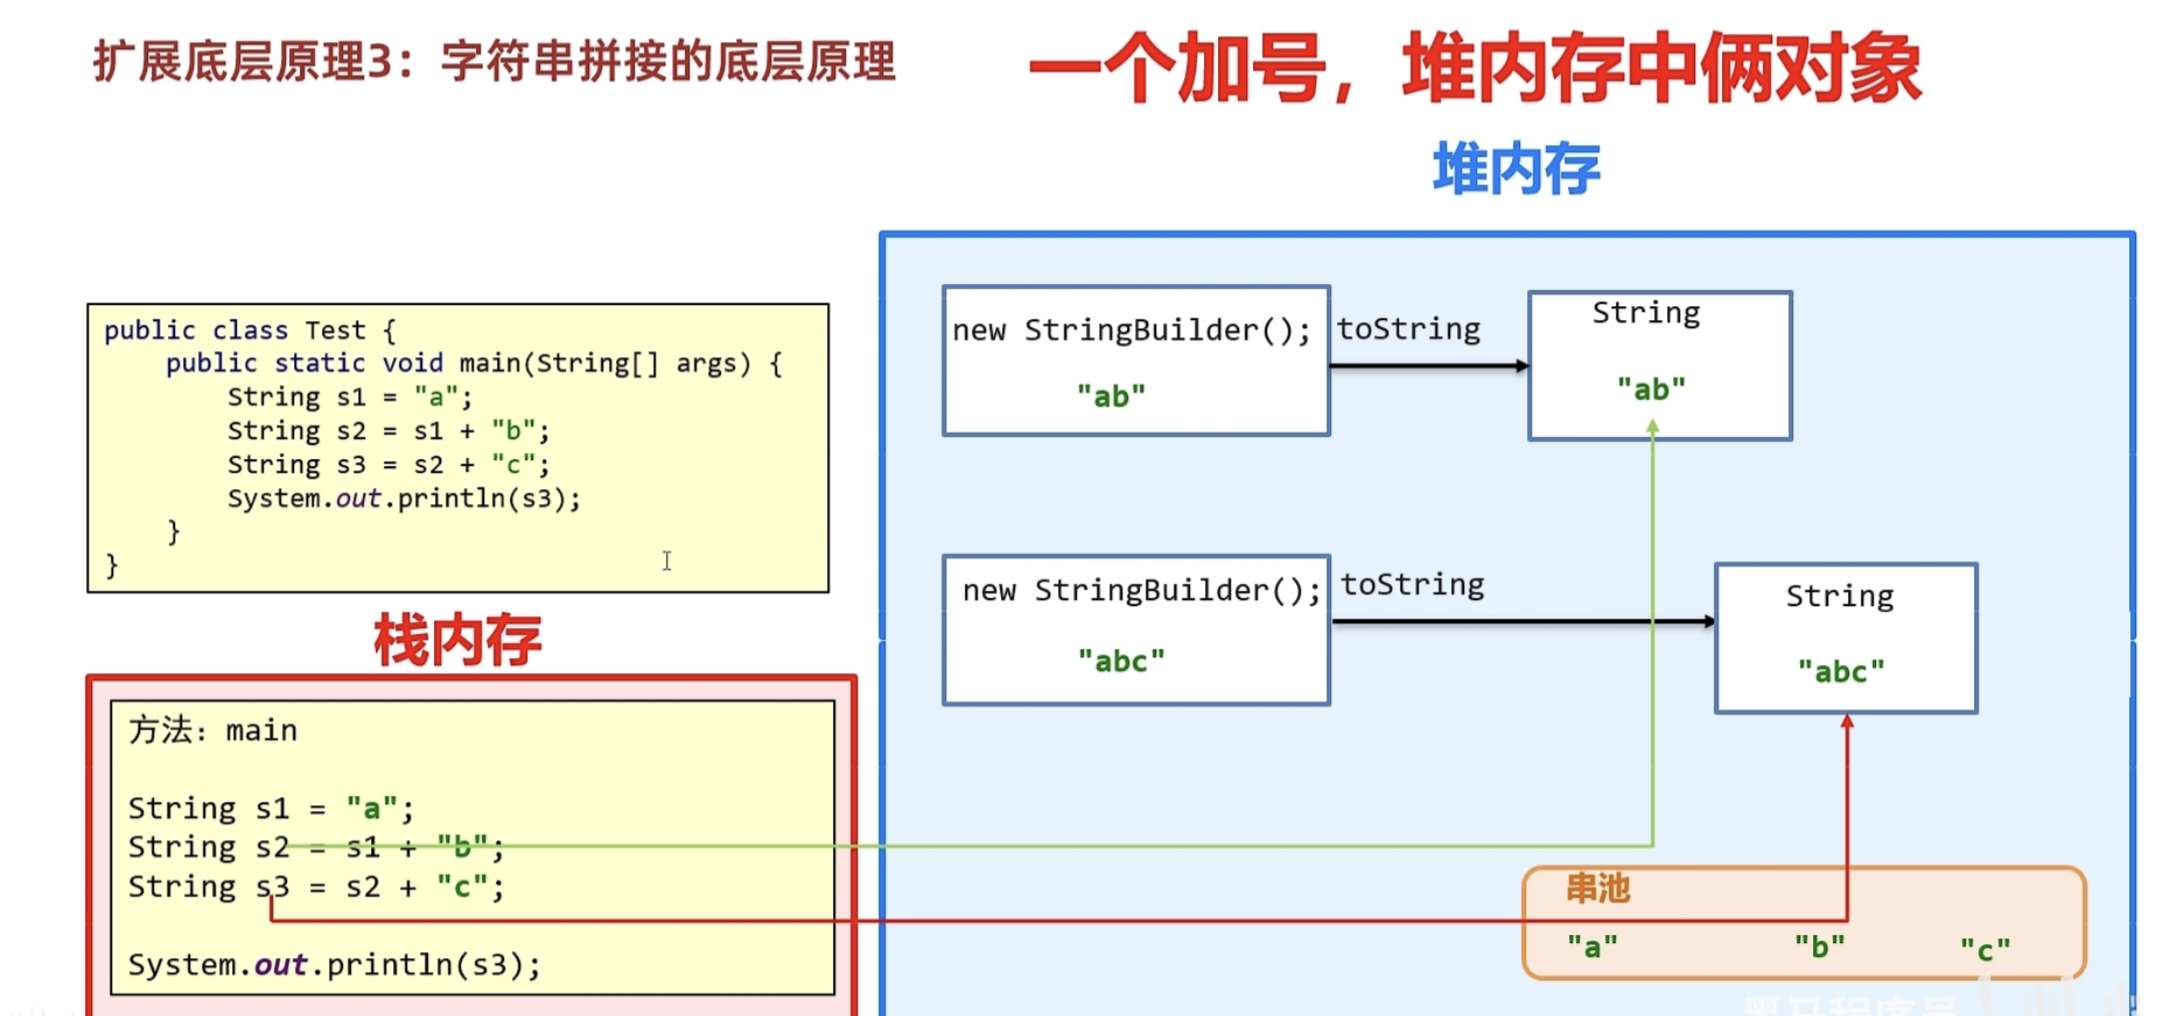 扩展底层原理3：字符串拼接的底层原理
一个加号，堆内存中俩对象
堆内存
public class Test {
    public static void main(String[] args) {
        String s1 = "a";
        String s2 = s1 + "b";
        String s3 = s2 + "c";
        System.out.println(s3);
    }
}
new StringBuilder();
"ab"
toString
String
"ab"
new StringBuilder();
"abc"
toString
String
"abc"
栈内存
方法：main
String s1 = "a";
String s2 = s1 + "b";
String s3 = s2 + "c";
System.out.println(s3);
串池
"a" "b" "c"